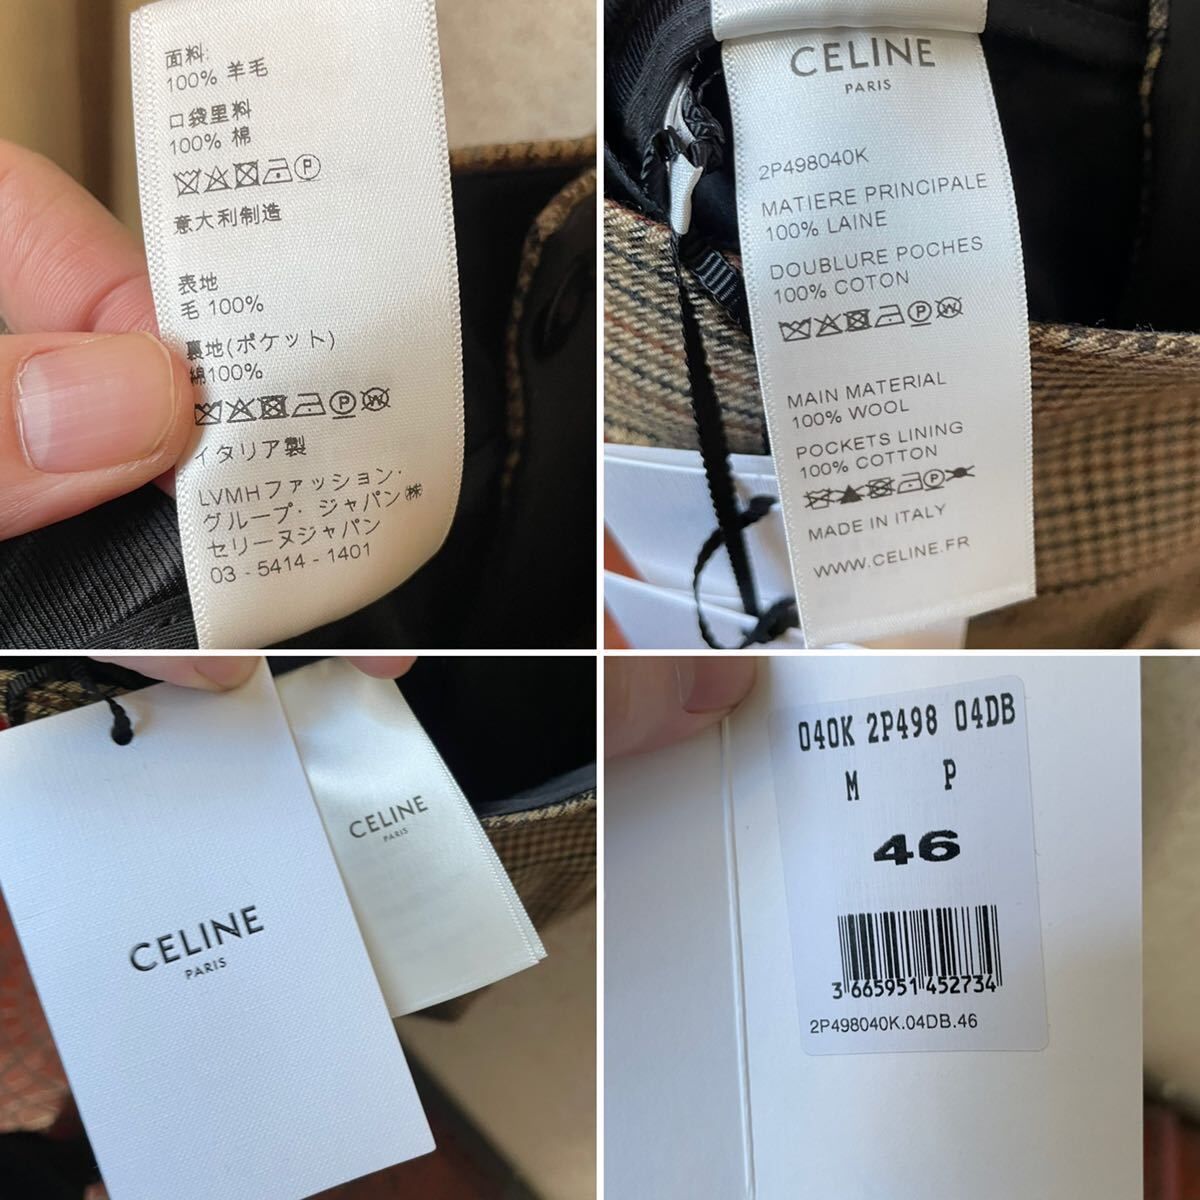 面料:
100% 羊毛
口袋里料
100% 棉
意大利制造
表地
毛 100%
裏地(ポケット)
綿100%
イタリア製
LVMHファッション・
グループ・ジャパン㈱
セリーヌジャパン
03 - 5414 - 1401
CELINE
PARIS
2P498040K
MATIERE PRINCIPALE
100% LAINE
DOUBLURE POCHES
100% COTON
MAIN MATERIAL
100% WOOL
POCKETS LINING
100% COTTON
MADE IN ITALY
WWW.CELINE.FR
CELINE
PARIS
CELINE
PARIS
040K 2P498 04DB
M P
46
3 665951 452734
2P498040K.04DB.46